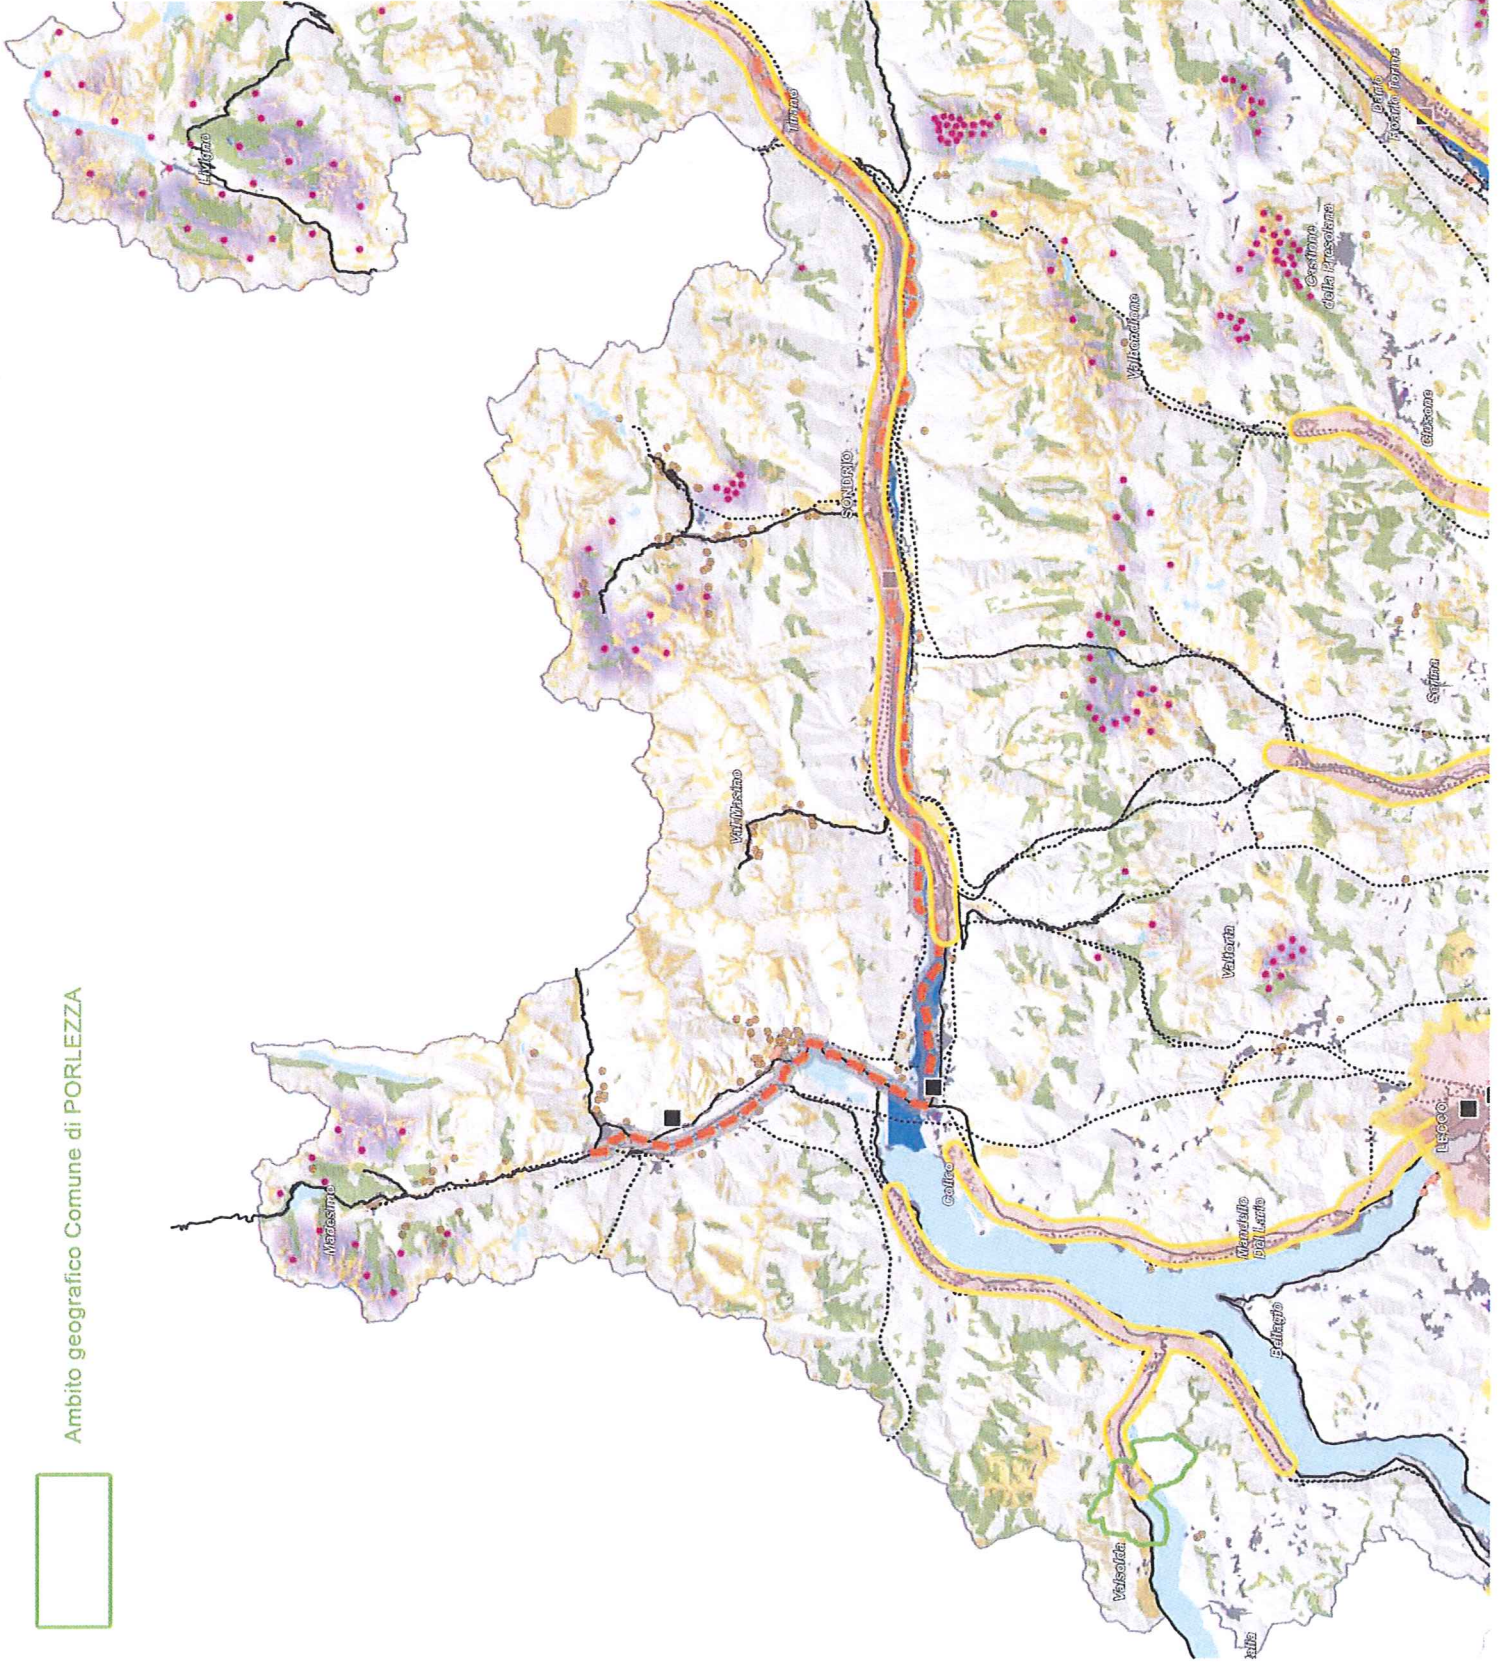 Ambito geografico Comune di PORLEZZA
Livigno
Tirano
Darfo
Boario Terme
Castione
della Presolana
Valbondione
Clusone
SONDRIO
Serina
Val Masino
Valtorta
Madesimo
Colico
LECCO
Mandello
Del Lario
Bellagio
Valsolda